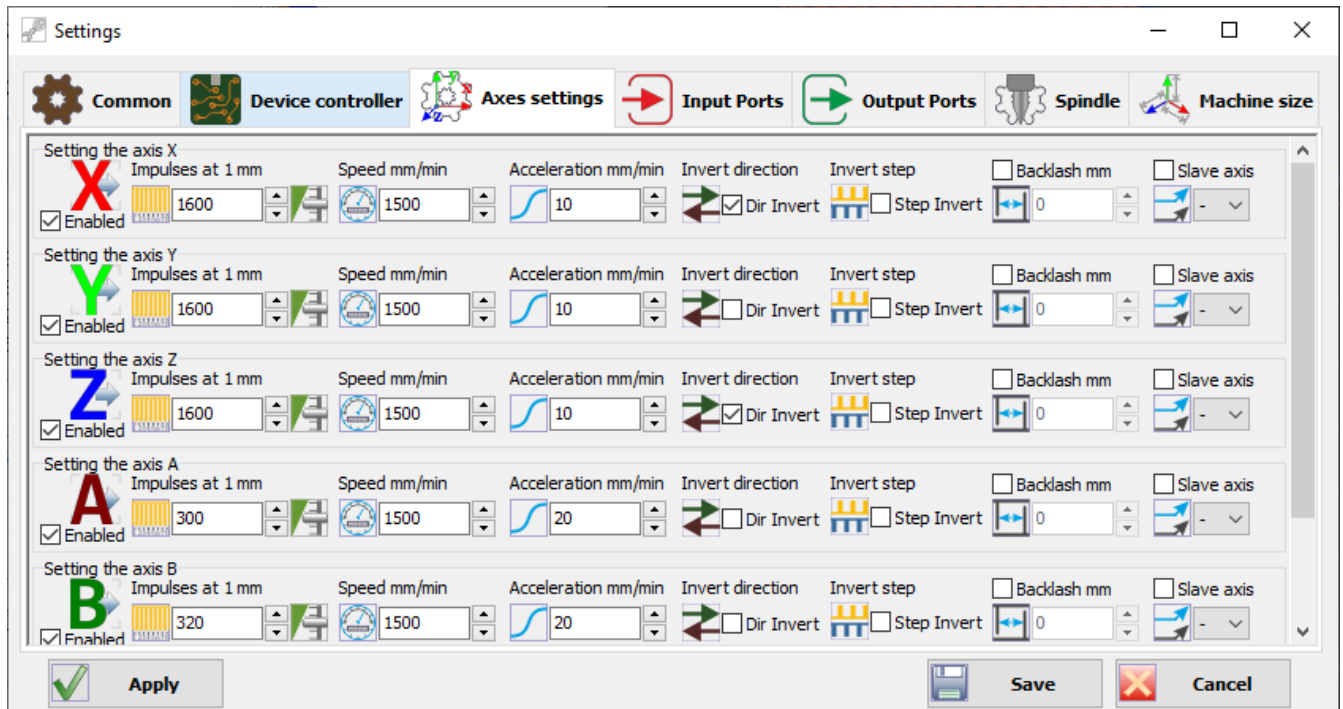 Settings
Common Device controller Axes settings Input Ports Output Ports Spindle Machine size
Setting the axis X
Impulses at 1 mm Speed mm/min Acceleration mm/min Invert direction Invert step Backlash mm Slave axis
X 1600 1500 10 Dir Invert Step Invert 0 -
Enabled
Setting the axis Y
Impulses at 1 mm Speed mm/min Acceleration mm/min Invert direction Invert step Backlash mm Slave axis
Y 1600 1500 10 Dir Invert Step Invert 0 -
Enabled
Setting the axis Z
Impulses at 1 mm Speed mm/min Acceleration mm/min Invert direction Invert step Backlash mm Slave axis
Z 1600 1500 10 Dir Invert Step Invert 0 -
Enabled
Setting the axis A
Impulses at 1 mm Speed mm/min Acceleration mm/min Invert direction Invert step Backlash mm Slave axis
A 300 1500 20 Dir Invert Step Invert 0 -
Enabled
Setting the axis B
Impulses at 1 mm Speed mm/min Acceleration mm/min Invert direction Invert step Backlash mm Slave axis
B 320 1500 20 Dir Invert Step Invert 0 -
Enabled
Apply Save Cancel